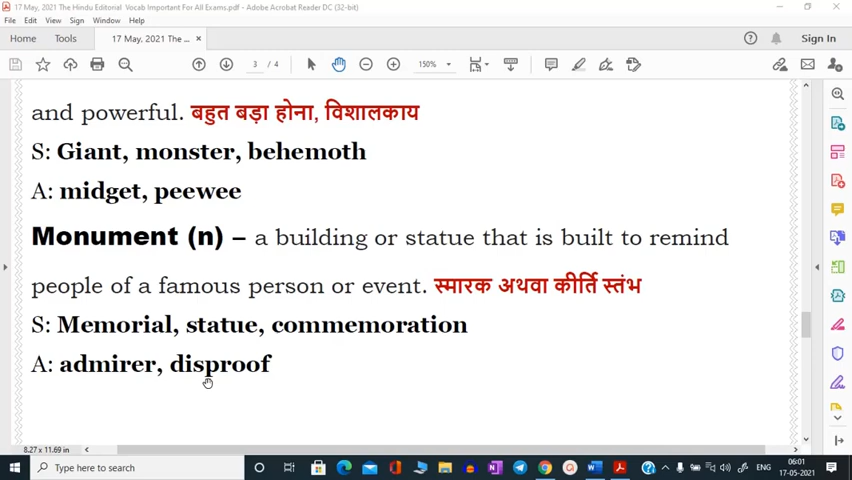 17 May, 2021 The Hindu Editorial Vocab Important For All Exams.pdf - Adobe Acrobat Reader DC (32-bit)
File Edit View Sign Window Help
Home Tools 17 May, 2021 The ... × Sign In
3 / 4 150%
and powerful. बहुत बड़ा होना, विशालकाय
S: Giant, monster, behemoth
A: midget, peewee
Monument (n) – a building or statue that is built to remind
people of a famous person or event. स्मारक अथवा कीर्ति स्तंभ
S: Memorial, statue, commemoration
A: admirer, disproof
8.27 x 11.69 in
Type here to search
ENG
06:01
17-05-2021